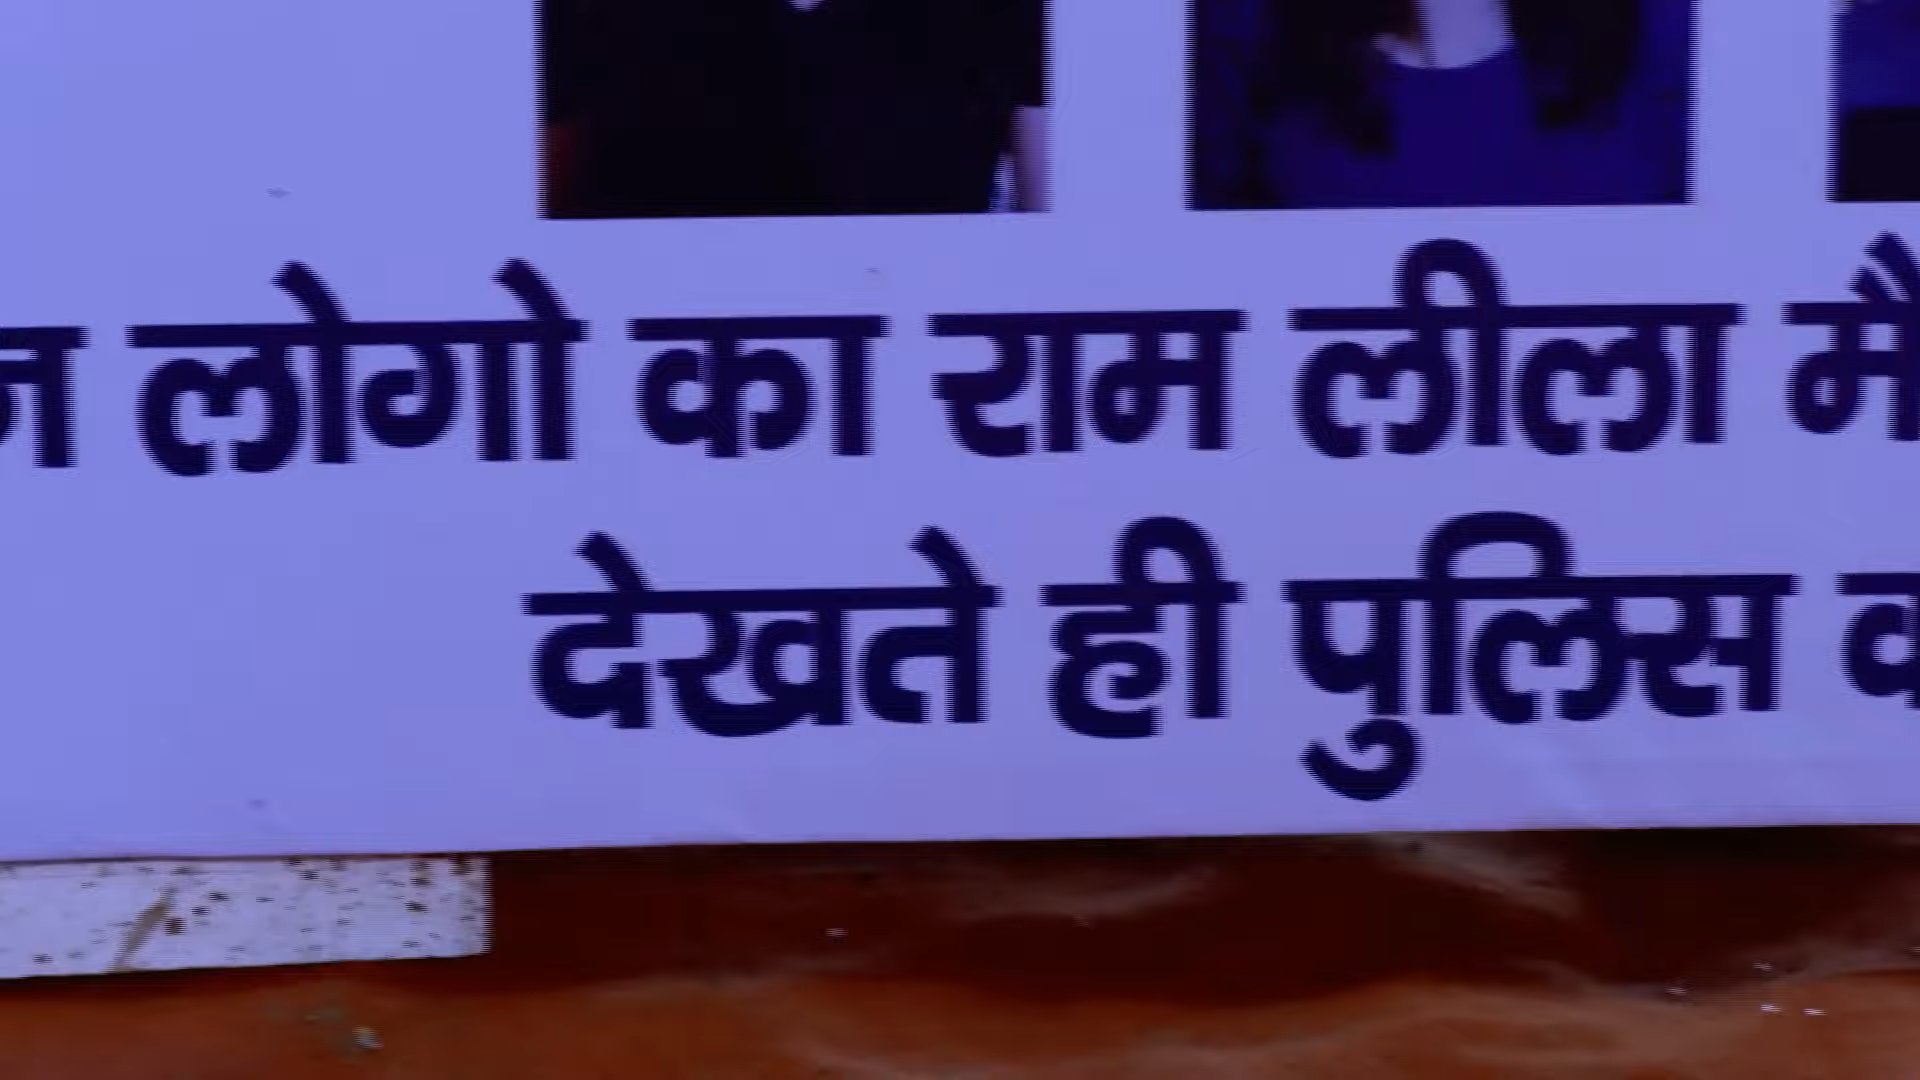 लोगो का राम लीला
देखते ही पुलिस